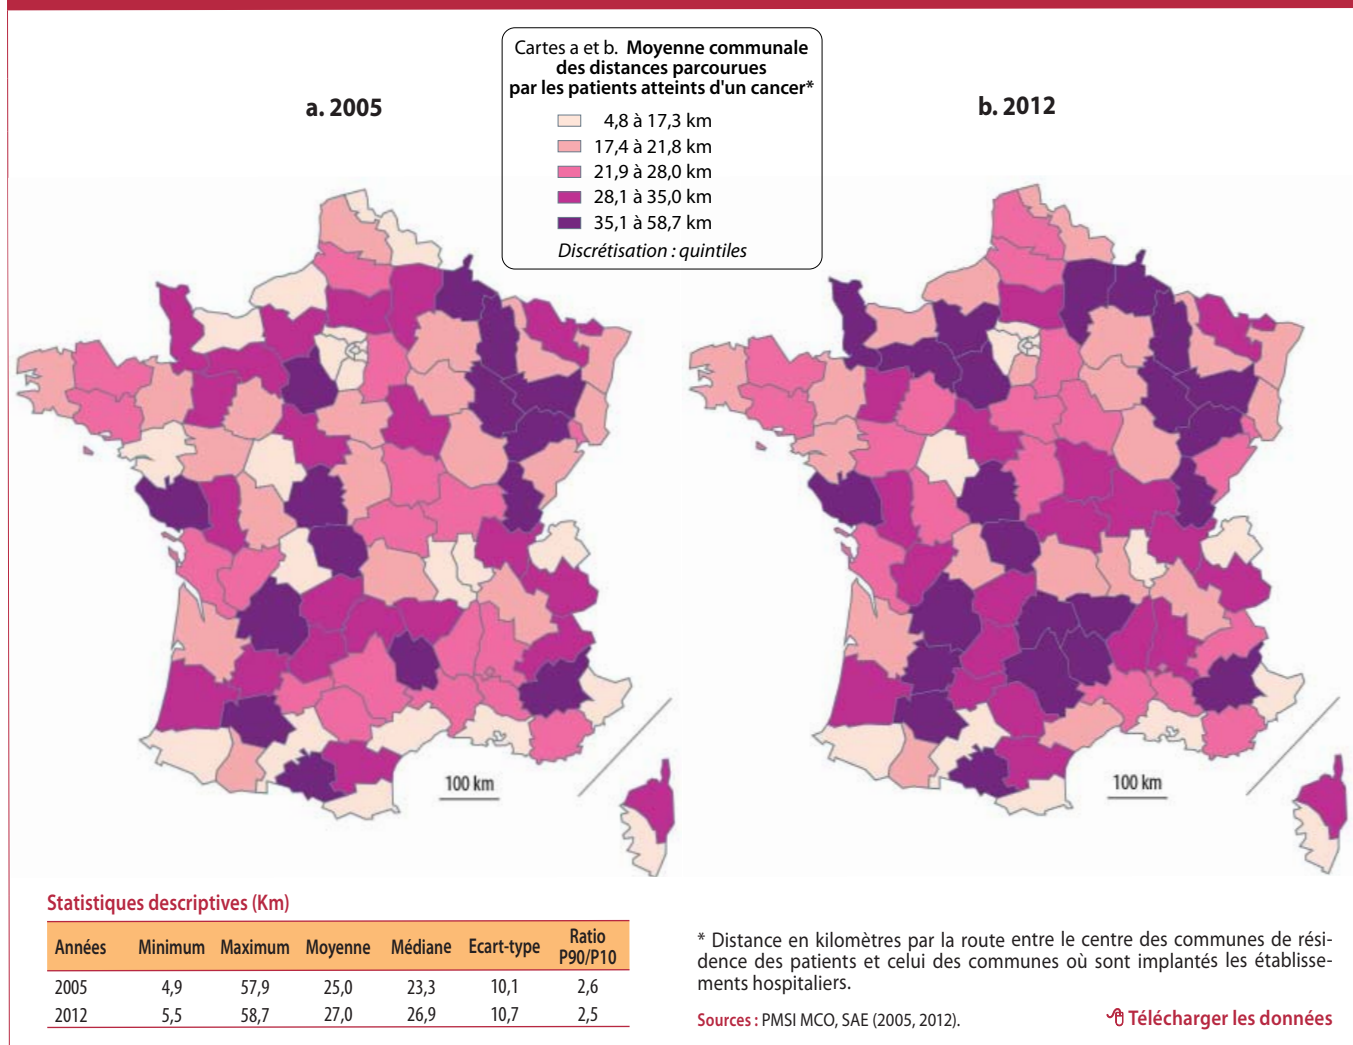 Cartes a et b. Moyenne communale
des distances parcourues
par les patients atteints d'un cancer*
4,8 à 17,3 km
17,4 à 21,8 km
21,9 à 28,0 km
28,1 à 35,0 km
35,1 à 58,7 km
Discrétisation : quintiles
a. 2005
b. 2012
100 km
100 km
Statistiques descriptives (Km)
Années Minimum Maximum Moyenne Médiane Ecart-type Ratio P90/P10
2005 4,9 57,9 25,0 23,3 10,1 2,6
2012 5,5 58,7 27,0 26,9 10,7 2,5
* Distance en kilomètres par la route entre le centre des communes de rési-
dence des patients et celui des communes où sont implantés les établisse-
ments hospitaliers.
Sources : PMSI MCO, SAE (2005, 2012).
Télécharger les données